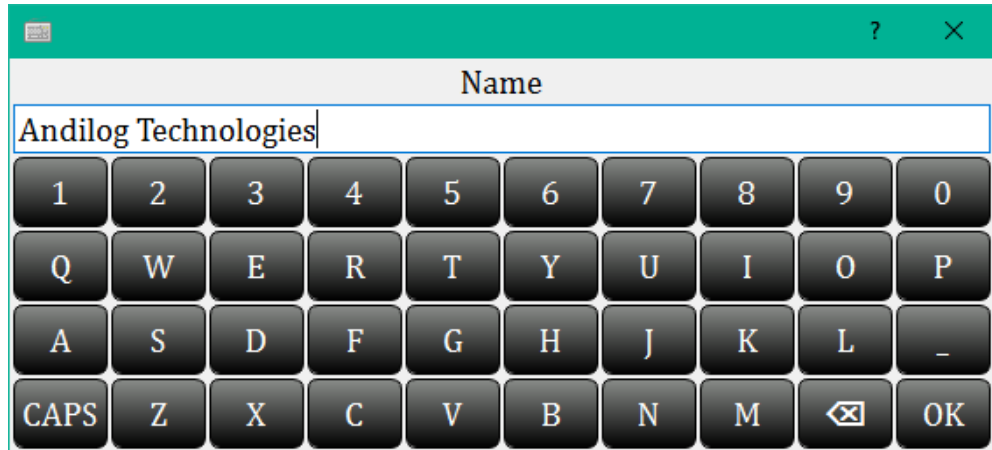 ?
Name
Andilog Technologies
1 2 3 4 5 6 7 8 9 0
Q W E R T Y U I O P
A S D F G H J K L _
CAPS Z X C V B N M OK